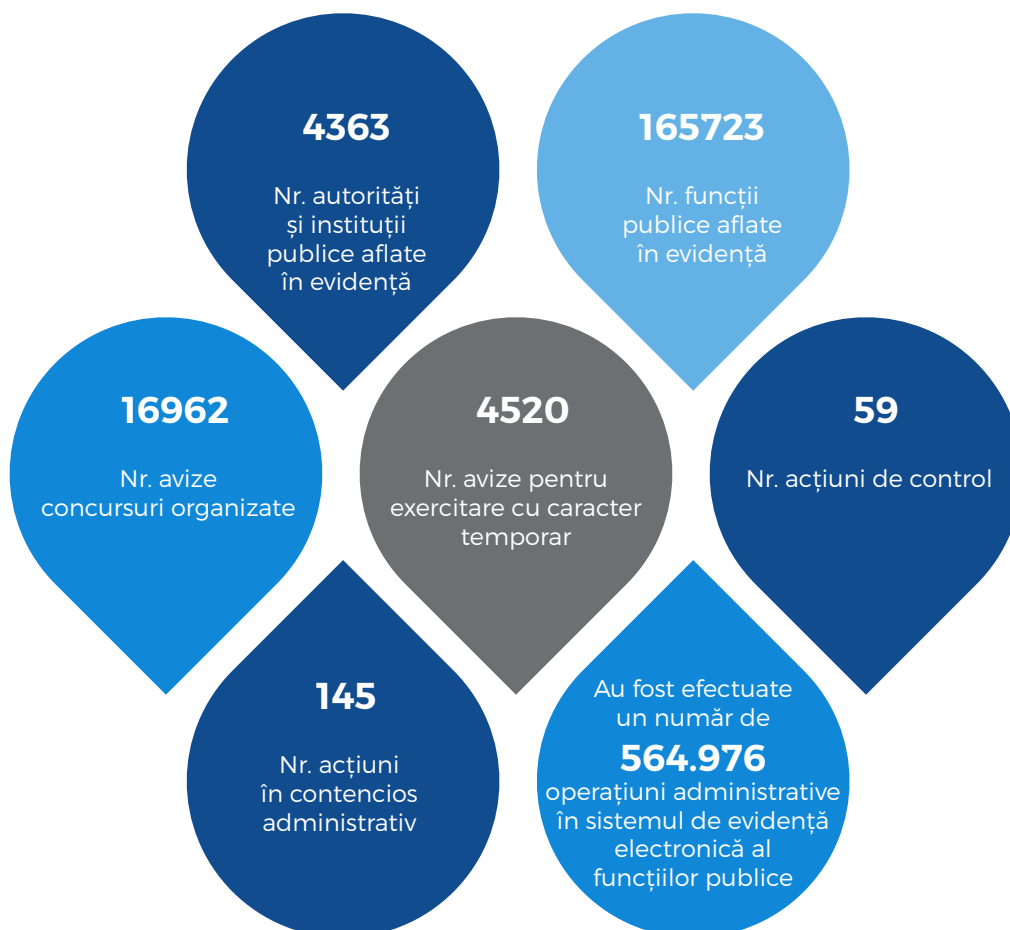 4363
Nr. autorități
și instituții
publice aflate
în evidență
165723
Nr. funcții
publice aflate
în evidență
16962
Nr. avize
concursuri organizate
4520
Nr. avize pentru
exercitare cu caracter
temporar
59
Nr. acțiuni de control
145
Nr. acțiuni
în contencios
administrativ
Au fost efectuate
un număr de
564.976
operațiuni administrative
în sistemul de evidență
electronică al
funcțiilor publice